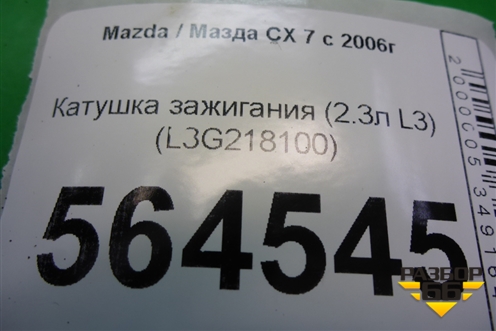 Mazda / Мазда CX 7 с 2006г
Катушка зажигания (2.3л L3)
(L3G218100)
564545
РАЗБОР
66